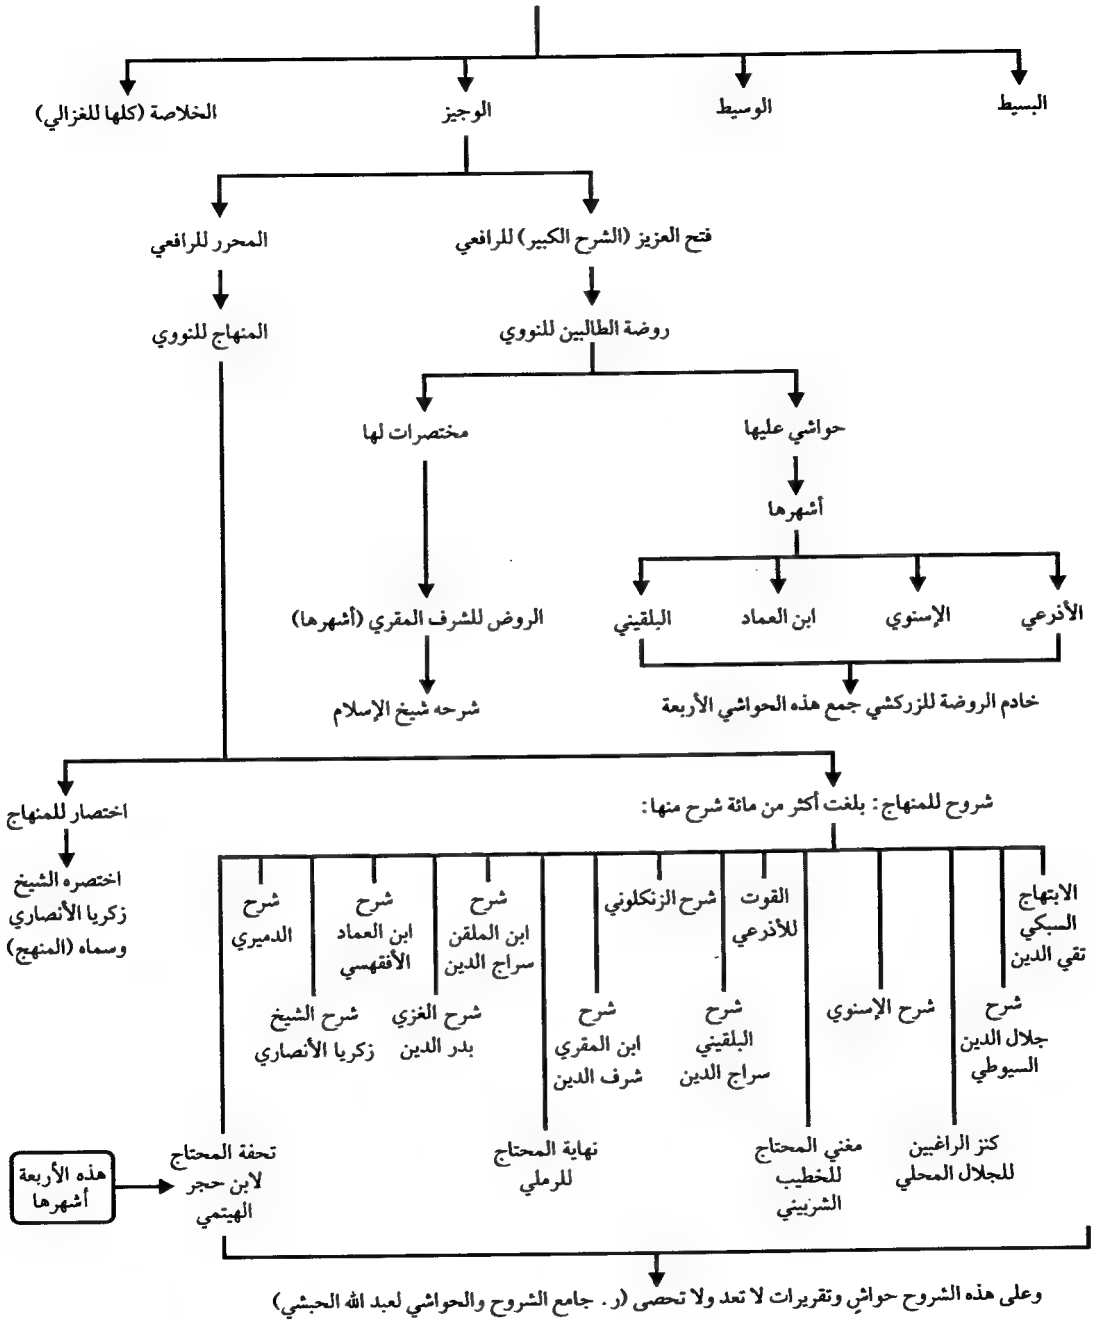 البسيط
الوسيط
الوجيز
الخلاصة (كلها للغزالي)
فتح العزيز (الشرح الكبير) للرافعي
المحرر للرافعي
روضة الطالبين للنووي
المنهاج للنووي
حواشي عليها
مختصرات لها
أشهرها
الأذرعي
الإسنوي
ابن العماد
البلقيني
الروض للشرف المقري (أشهرها)
خادم الروضة للزركشي جمع هذه الحواشي الأربعة
شرحه شيخ الإسلام
شروح للمنهاج: بلغت أكثر من مائة شرح منها:
اختصار للمنهاج
اختصره الشيخ
زكريا الأنصاري
وسماه (المنهج)
الابتهاج
السبكي
تقي الدين
شرح
جلال الدين
السيوطي
كنز الراغبين
للجلال المحلي
شرح الإسنوي
مغني المحتاج
للخطيب
الشربيني
القوت
للأذرعي
شرح
البلقيني
سراج الدين
شرح الزنكلوني
شرح
ابن المقري
شرف الدين
نهاية المحتاج
للرملي
شرح
ابن الملقن
سراج الدين
شرح الغزي
بدر الدين
شرح
ابن العماد
الأفقهسي
شرح الشيخ
زكريا الأنصاري
شرح
الدميري
تحفة المحتاج
لابن حجر
الهيتمي
هذه الأربعة
أشهرها
وعلى هذه الشروح حواشٍ وتقريرات لا تعد ولا تحصى (ر. جامع الشروح والحواشي لعبد الله الحبشي)